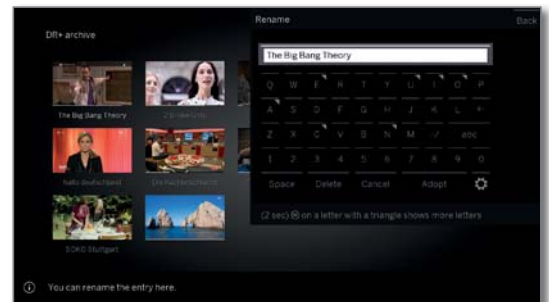 Rename
Back
DR+ archive
The Big Bang Theory
Q W E R T Y U I O P
A S D F G H J K L
Z X C V B N M abc
1 2 3 4 5 6 7 8 9 0
Space Delete Cancel Adopt
(2 sec) OK on a letter with a triangle shows more letters
The Big Bang Theory
hallo deutschland
SOKO Stuttgart
You can rename the entry here.